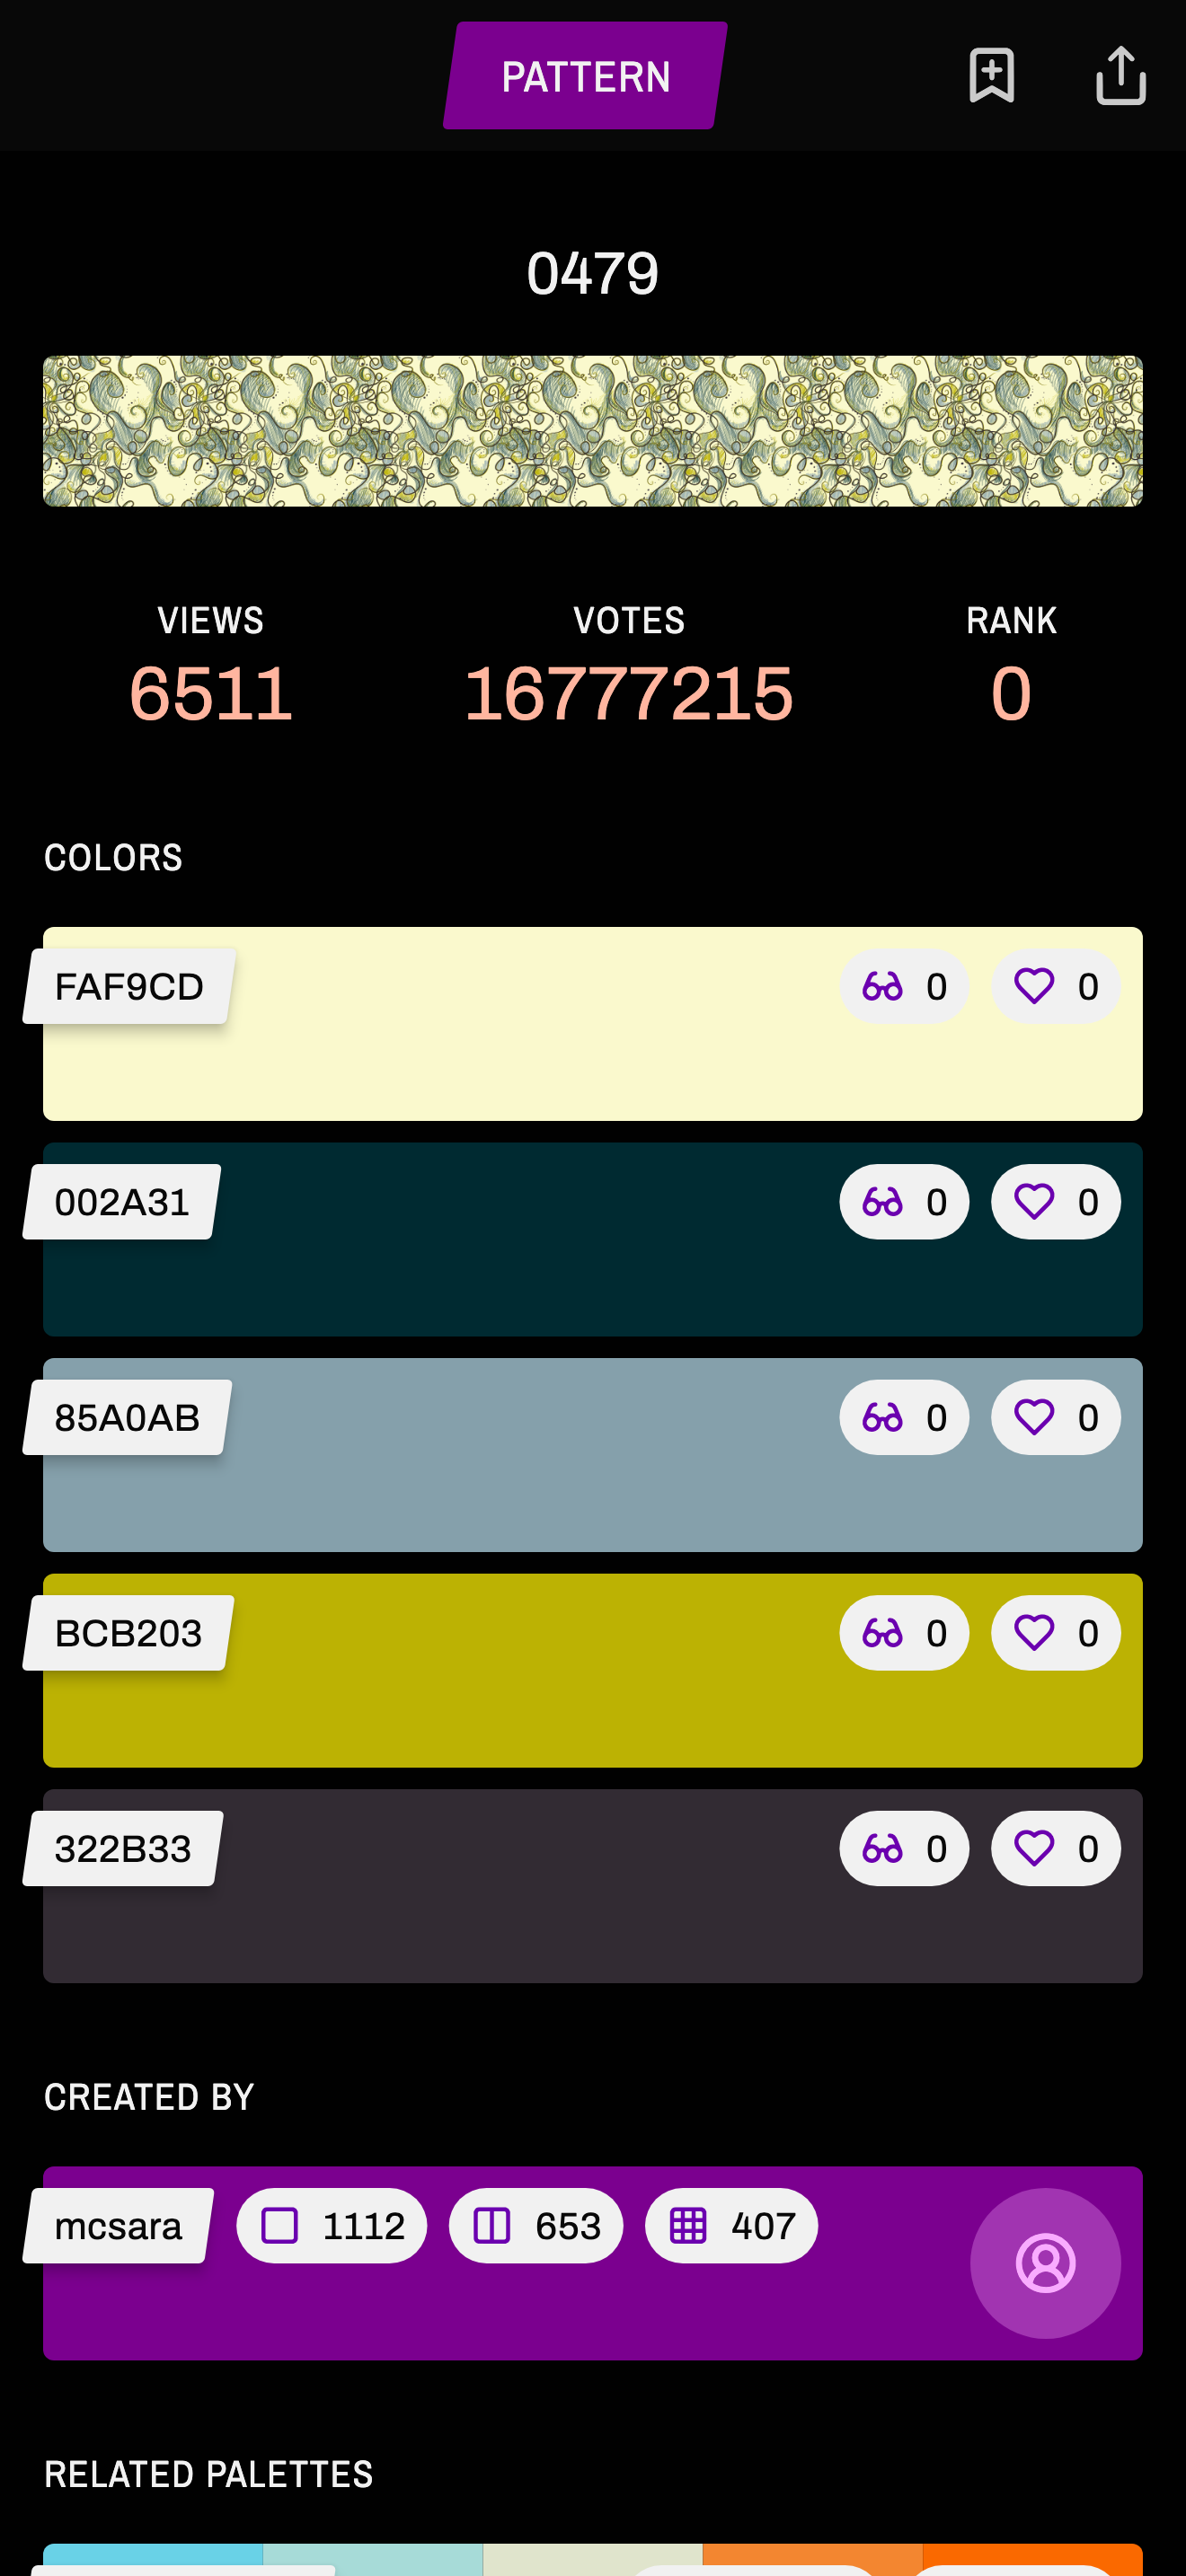 PATTERN
0479
VIEWS VOTES RANK
6511 16777215 0
COLORS
FAF9CD 0 0
002A31 0 0
85A0AB 0 0
BCB203 0 0
322B33 0 0
CREATED BY
mcsara 1112 653 407
RELATED PALETTES